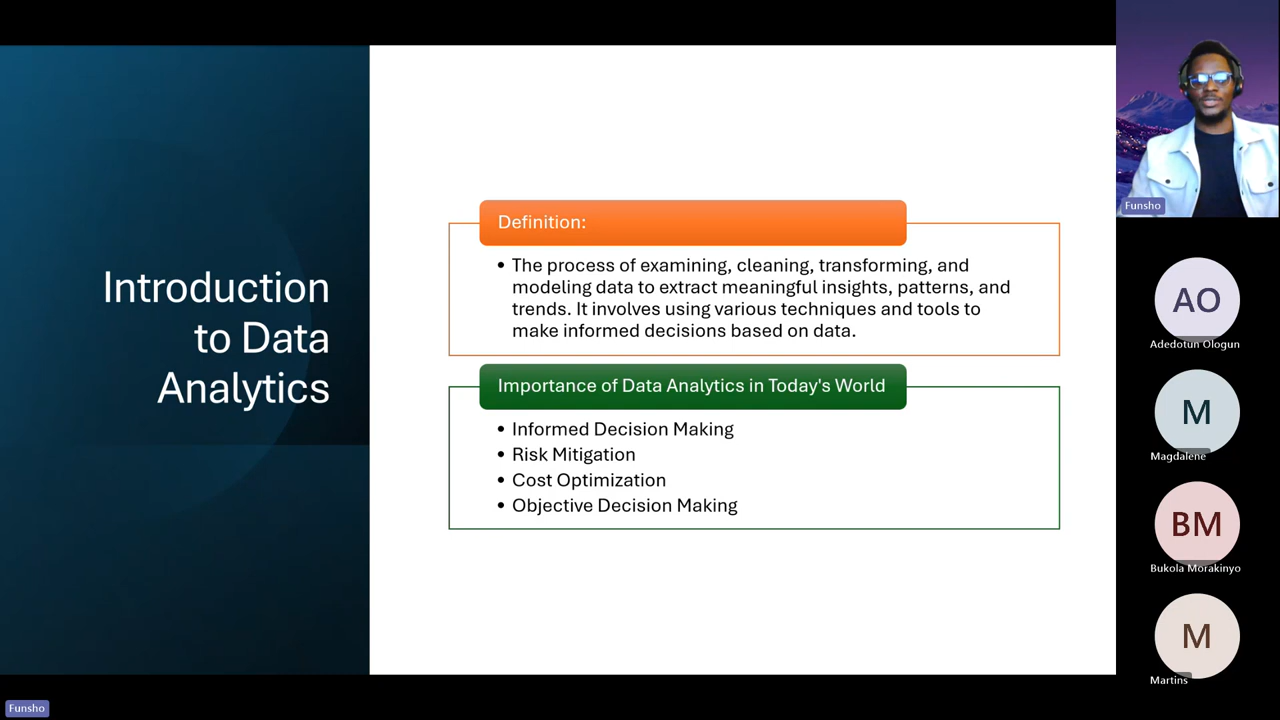 Introduction
to Data
Analytics
Definition:
• The process of examining, cleaning, transforming, and
modeling data to extract meaningful insights, patterns, and
trends. It involves using various techniques and tools to
make informed decisions based on data.
Importance of Data Analytics in Today's World
• Informed Decision Making
• Risk Mitigation
• Cost Optimization
• Objective Decision Making
Funsho
AO
Adedotun Ologun
M
Magdalene
BM
Bukola Morakinyo
M
Martins
Funsho